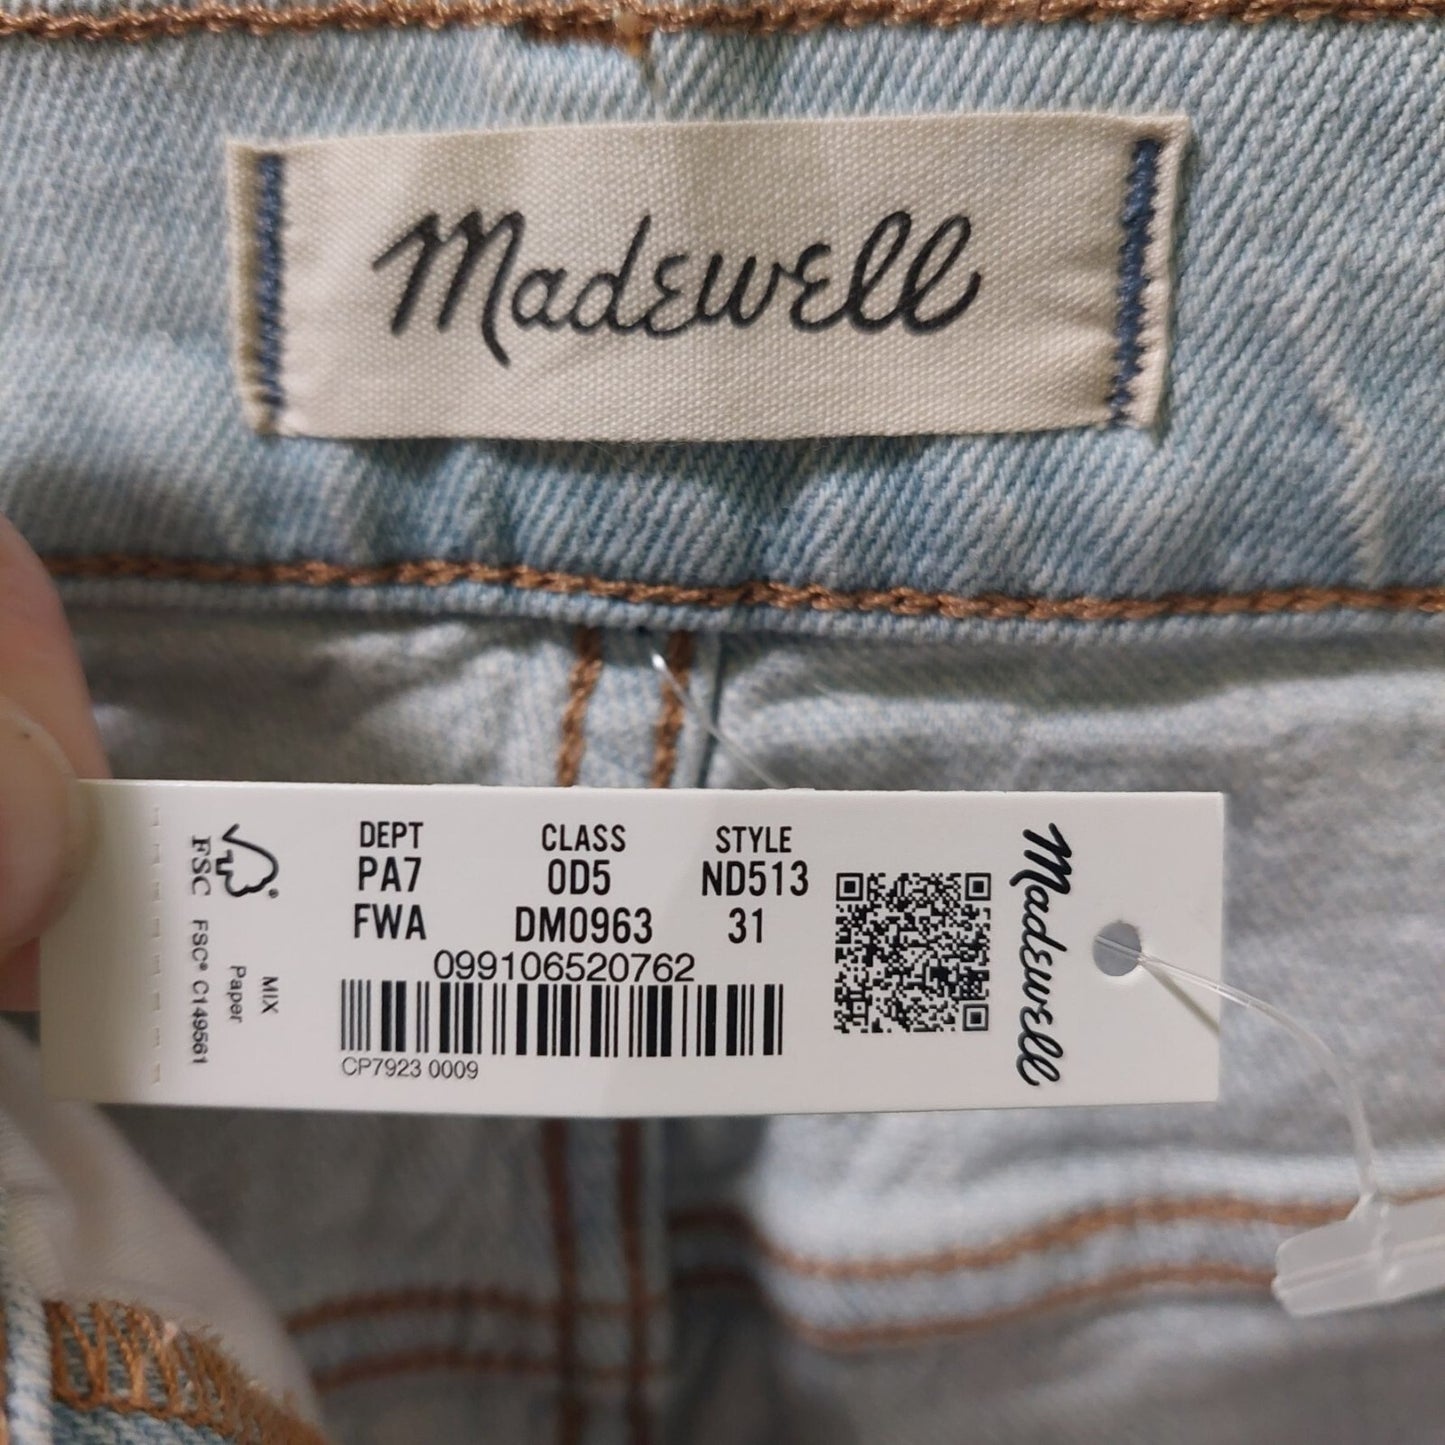 Madewell
FSC®
FSC® C149561
MIX
Paper
DEPT CLASS STYLE
PA7 0D5 ND513
FWA DM0963 31
099106520762
CP7923 0009
Madewell